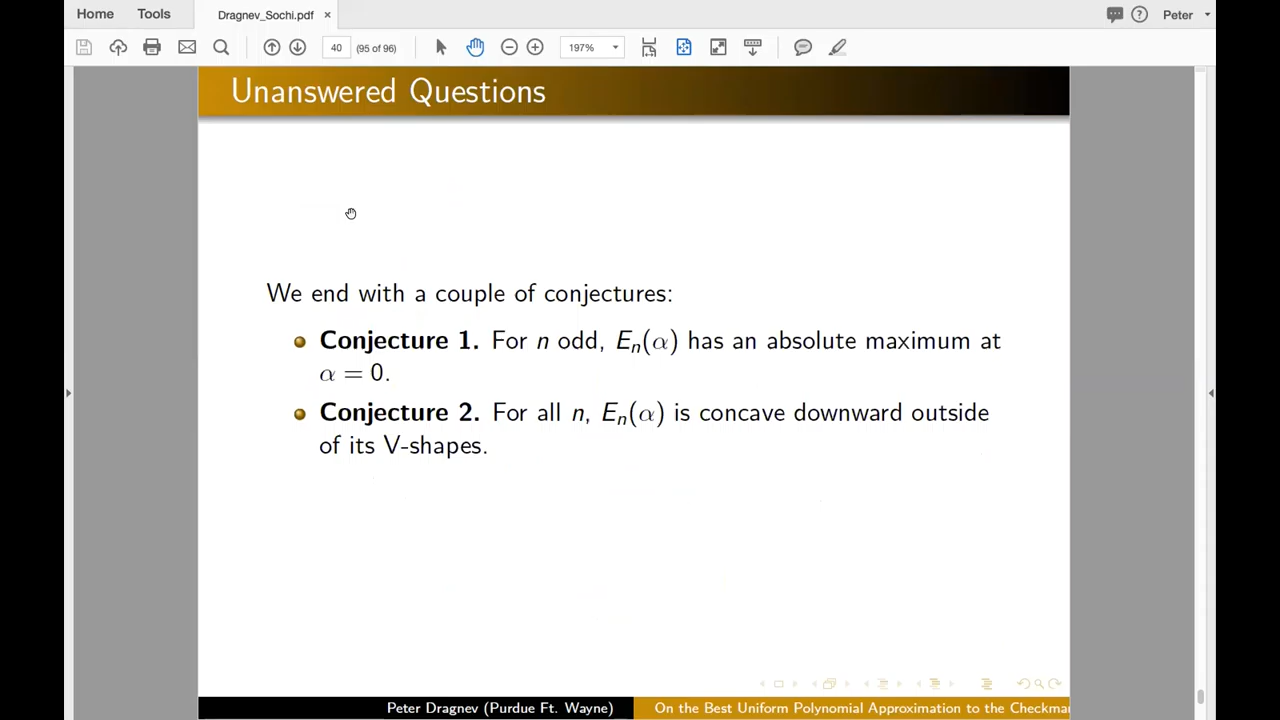 Home Tools Dragnev_Sochi.pdf × Peter
40 (95 of 96) 197%
Unanswered Questions
We end with a couple of conjectures:
Conjecture 1. For n odd, Eₙ(α) has an absolute maximum at
α = 0.
Conjecture 2. For all n, Eₙ(α) is concave downward outside
of its V-shapes.
Peter Dragnev (Purdue Ft. Wayne) On the Best Uniform Polynomial Approximation to the Checkmar